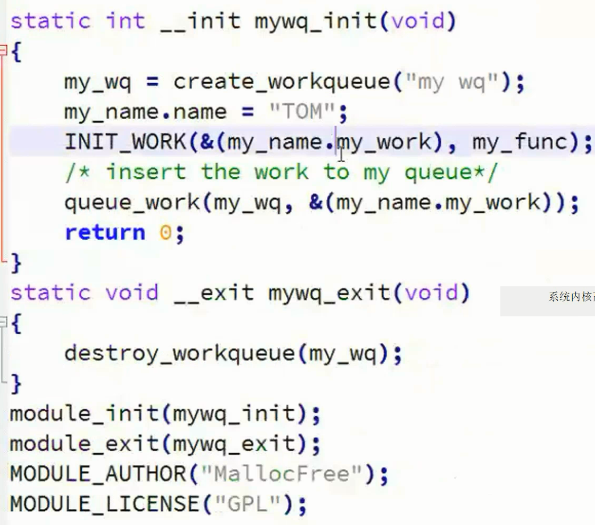 static int __init mywq_init(void)
{
my_wq = create_workqueue("my wq");
my_name.name = "TOM";
INIT_WORK(&(my_name.my_work), my_func);
/* insert the work to my queue*/
queue_work(my_wq, &(my_name.my_work));
return 0;
}
static void __exit mywq_exit(void)
系统内核
{
destroy_workqueue(my_wq);
}
module_init(mywq_init);
module_exit(mywq_exit);
MODULE_AUTHOR("MallocFree");
MODULE_LICENSE("GPL");